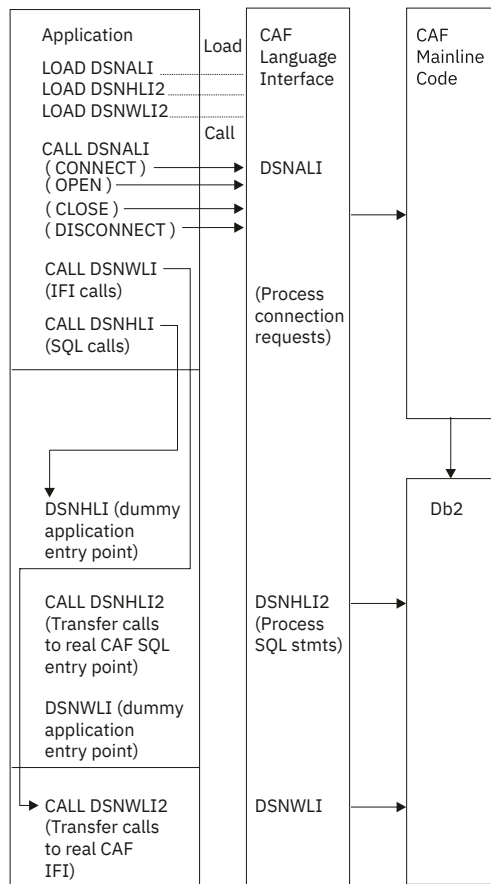 Application
LOAD DSNALI
LOAD DSNHLI2
LOAD DSNWLI2
CALL DSNALI
( CONNECT )
( OPEN )
( CLOSE )
( DISCONNECT )
CALL DSNWLI
(IFI calls)
CALL DSNHLI
(SQL calls)
DSNHLI (dummy
application
entry point)
CALL DSNHLI2
(Transfer calls
to real CAF SQL
entry point)
DSNWLI (dummy
application
entry point)
CALL DSNWLI2
(Transfer calls
to real CAF
IFI)
Load
Call
CAF
Language
Interface
DSNALI
(Process
connection
requests)
DSNHLI2
(Process
SQL stmts)
DSNWLI
CAF
Mainline
Code
Db2